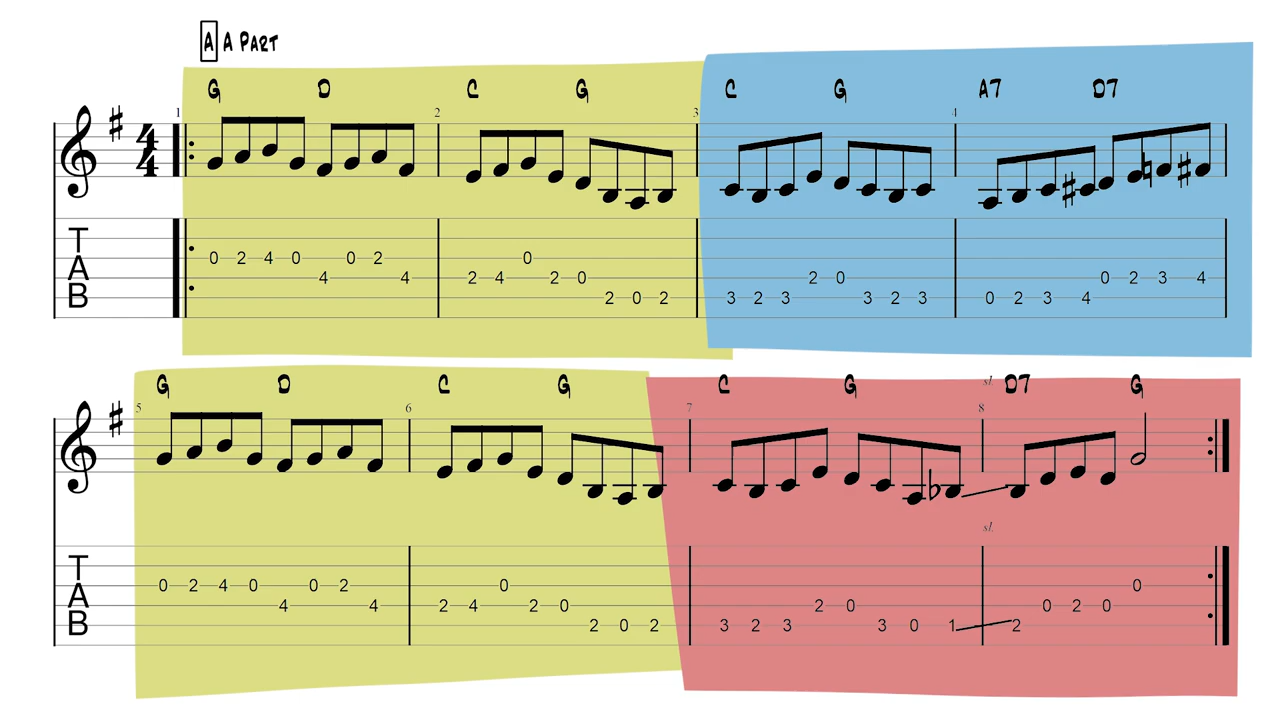 A A PART
G D C G C G A7 D7
1 2 3 4
4
4
T 0 2 4 0 4 0 2 4 2 4 0 2 0 2 0 2 3 2 3 2 0 3 2 3 0 2 3 4 0 2 3 4
A
B
G D C G C G sl. D7 G
5 6 7 8
sl.
T 0 2 4 0 4 0 2 4 2 4 0 2 0 2 0 2 3 2 3 2 0 3 0 1 2 0 2 0 0
A
B